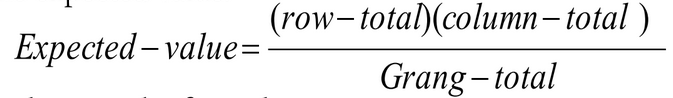 Expected−value= (row−total)(column−total )
Grang−total